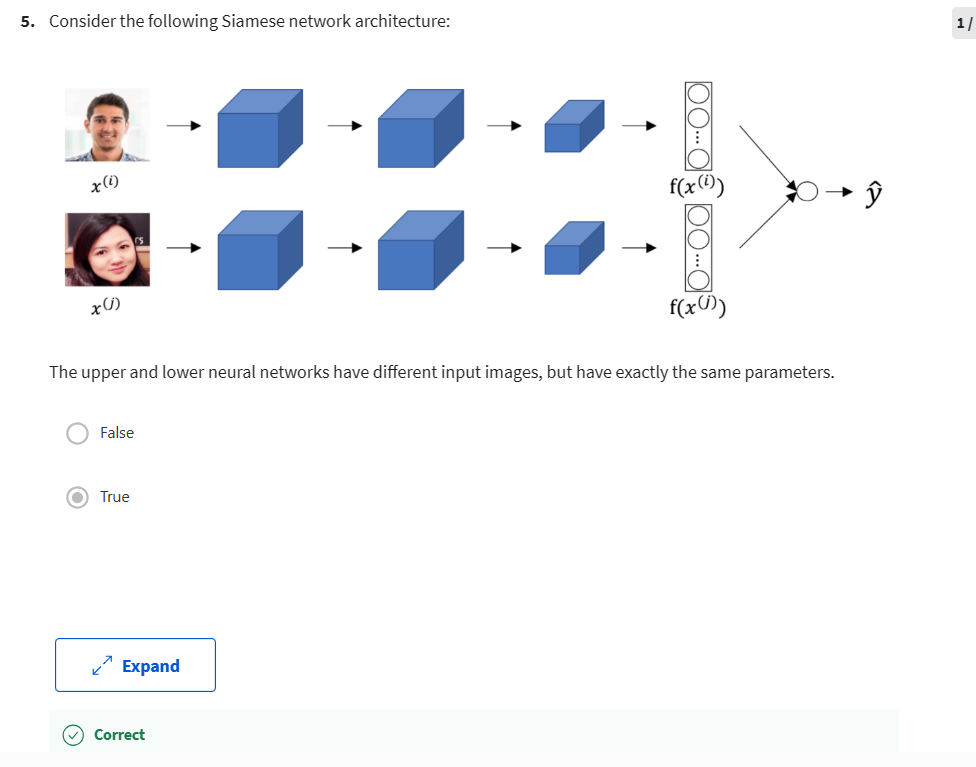 5. Consider the following Siamese network architecture:
1/
x⁽ⁱ⁾
f(x⁽ⁱ⁾)
ŷ
rs
x⁽ʲ⁾
f(x⁽ʲ⁾)
The upper and lower neural networks have different input images, but have exactly the same parameters.
False
True
Expand
Correct